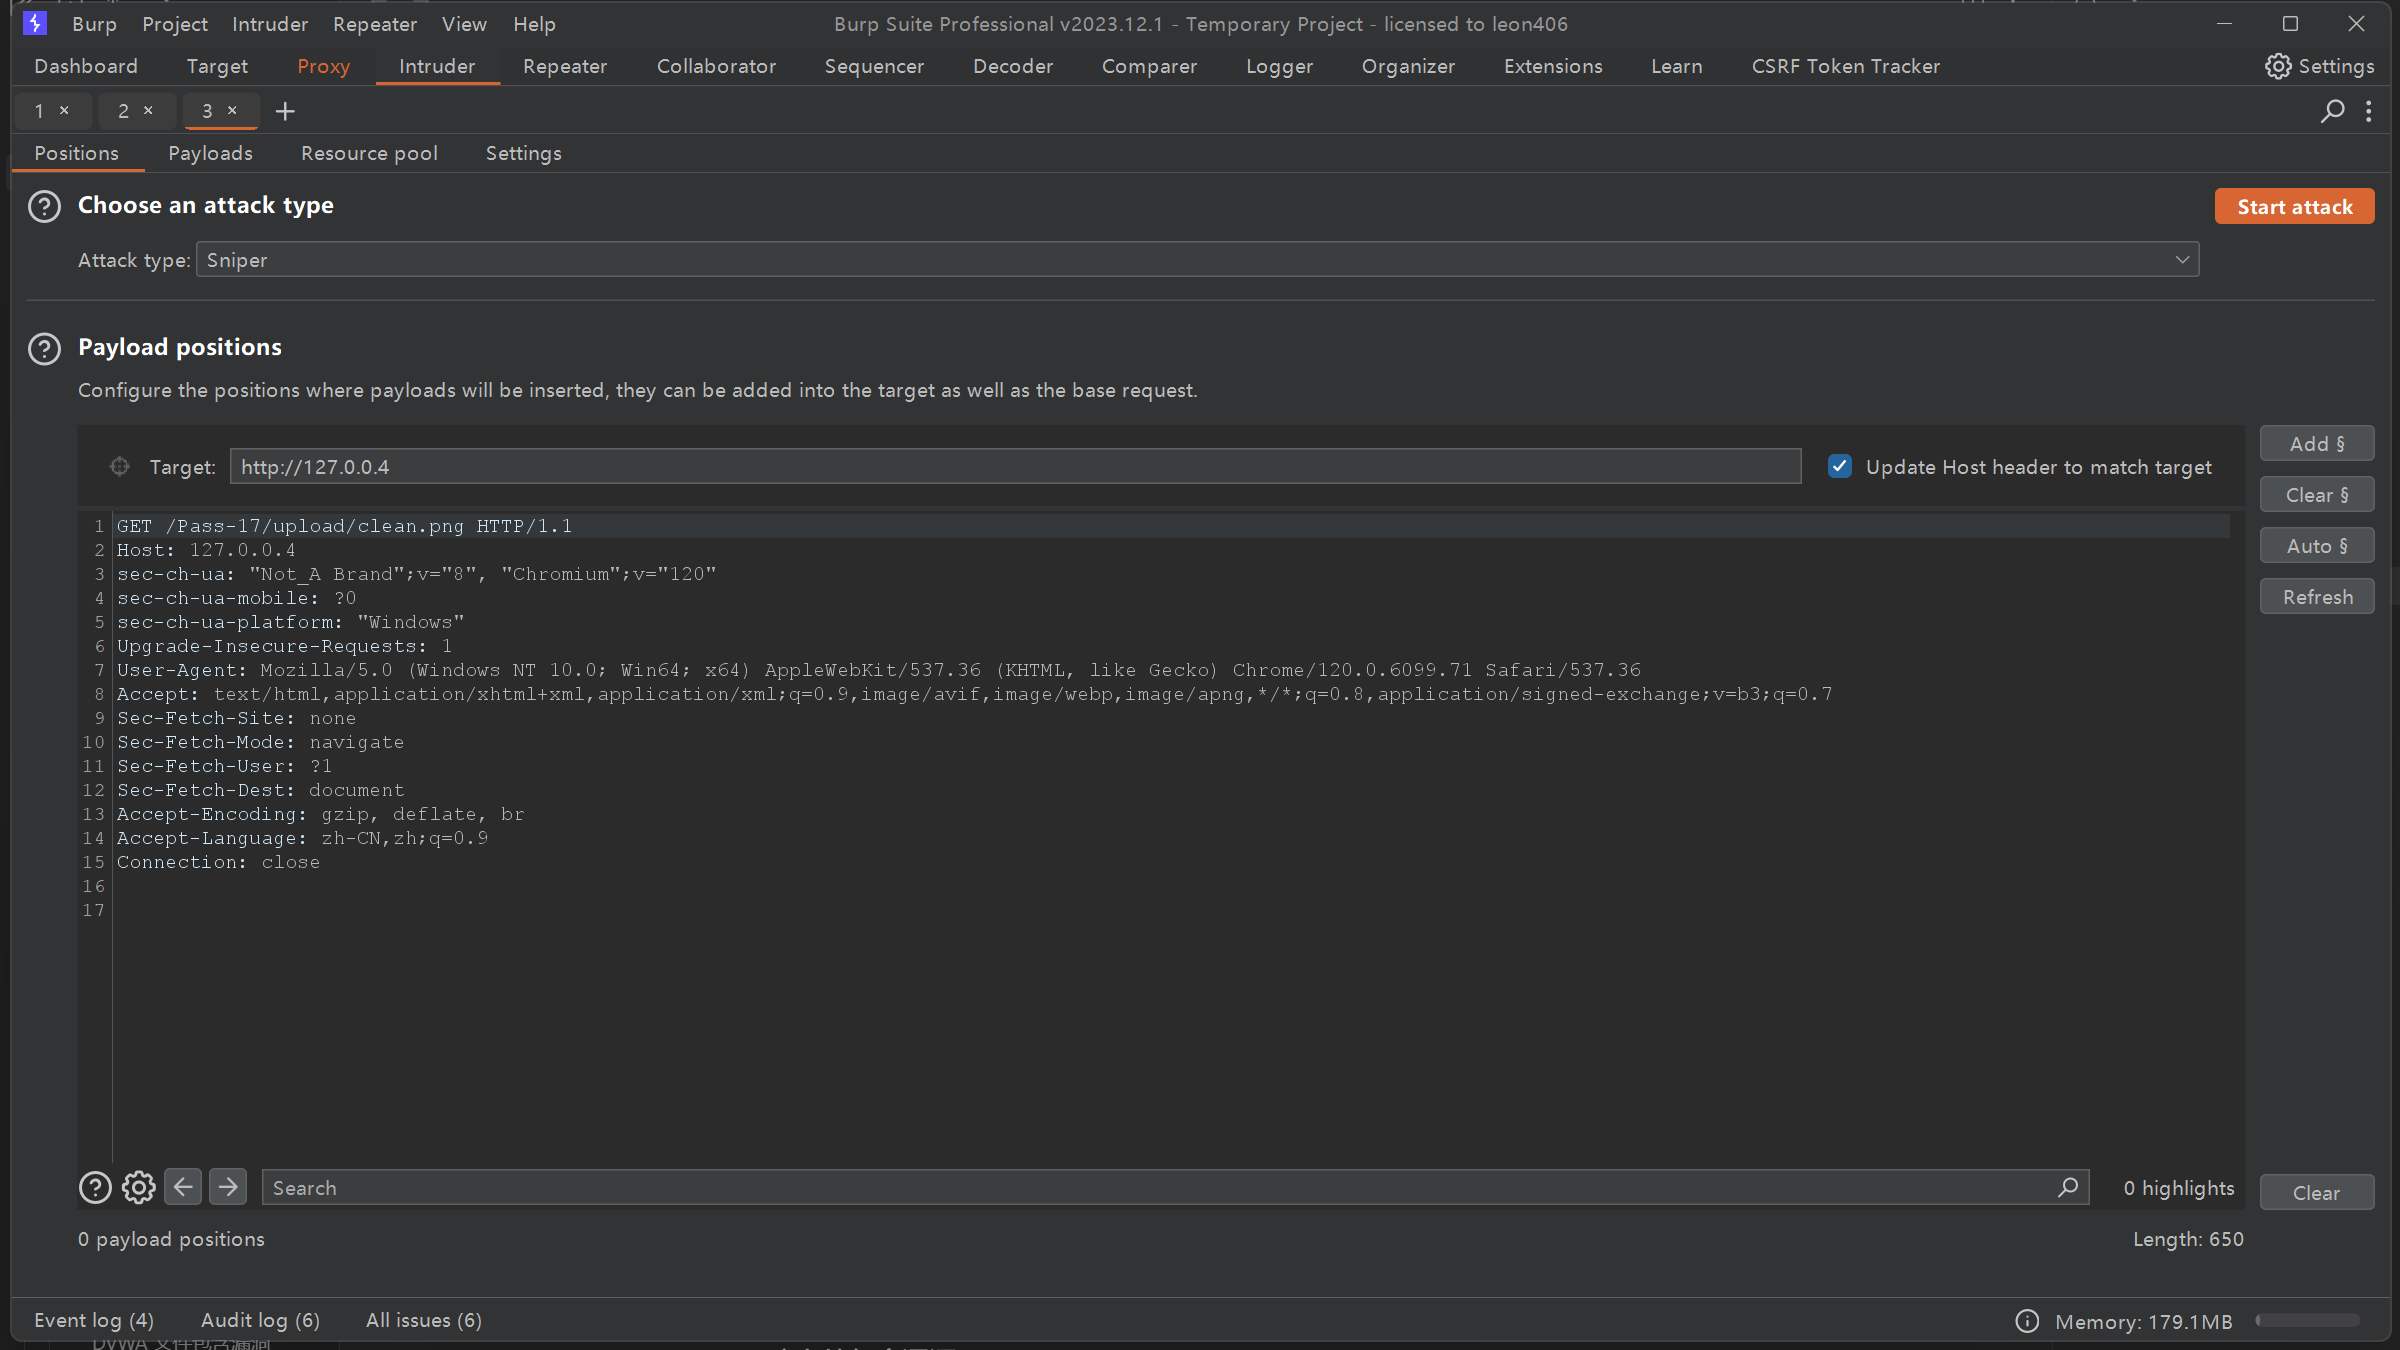 Burp Project Intruder Repeater View Help Burp Suite Professional v2023.12.1 - Temporary Project - licensed to leon406
Dashboard Target Proxy Intruder Repeater Collaborator Sequencer Decoder Comparer Logger Organizer Extensions Learn CSRF Token Tracker Settings
1 × 2 × 3 × +
Positions Payloads Resource pool Settings
? Choose an attack type Start attack
Attack type: Sniper
? Payload positions
Configure the positions where payloads will be inserted, they can be added into the target as well as the base request.
Target: http://127.0.0.4 Update Host header to match target
Add §
Clear §
Auto §
Refresh
1 GET /Pass-17/upload/clean.png HTTP/1.1
2 Host: 127.0.0.4
3 sec-ch-ua: "Not_A Brand";v="8", "Chromium";v="120"
4 sec-ch-ua-mobile: ?0
5 sec-ch-ua-platform: "Windows"
6 Upgrade-Insecure-Requests: 1
7 User-Agent: Mozilla/5.0 (Windows NT 10.0; Win64; x64) AppleWebKit/537.36 (KHTML, like Gecko) Chrome/120.0.6099.71 Safari/537.36
8 Accept: text/html,application/xhtml+xml,application/xml;q=0.9,image/avif,image/webp,image/apng,*/*;q=0.8,application/signed-exchange;v=b3;q=0.7
9 Sec-Fetch-Site: none
10 Sec-Fetch-Mode: navigate
11 Sec-Fetch-User: ?1
12 Sec-Fetch-Dest: document
13 Accept-Encoding: gzip, deflate, br
14 Accept-Language: zh-CN,zh;q=0.9
15 Connection: close
16
17
? Search 0 highlights Clear
0 payload positions Length: 650
Event log (4) Audit log (6) All issues (6) Memory: 179.1MB
DVWA 文件包含漏洞